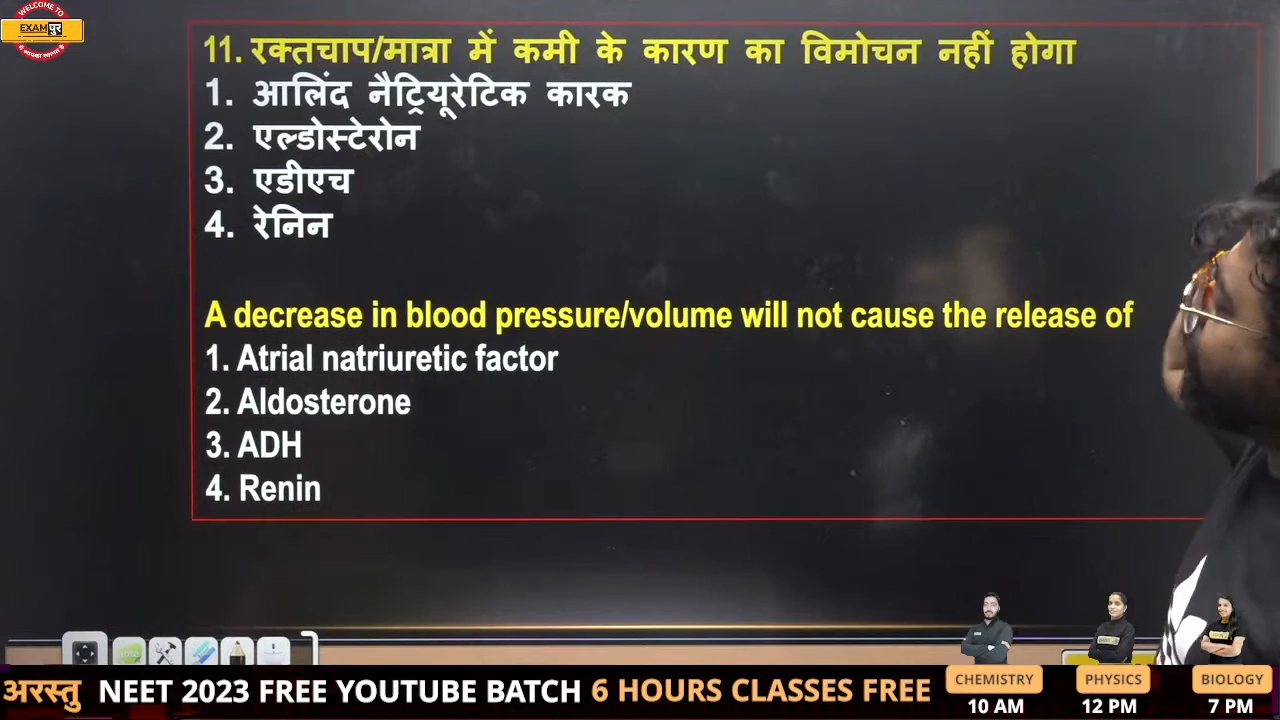 WELCOME TO
EXAMपुर
11. रक्तचाप/मात्रा में कमी के कारण का विमोचन नहीं होगा
1. आलिंद नैट्रियूरेटिक कारक
2. एल्डोस्टेरोन
3. एडीएच
4. रेनिन
A decrease in blood pressure/volume will not cause the release of
1. Atrial natriuretic factor
2. Aldosterone
3. ADH
4. Renin
अरस्तु NEET 2023 FREE YOUTUBE BATCH 6 HOURS CLASSES FREE
CHEMISTRY PHYSICS BIOLOGY
10 AM 12 PM 7 PM